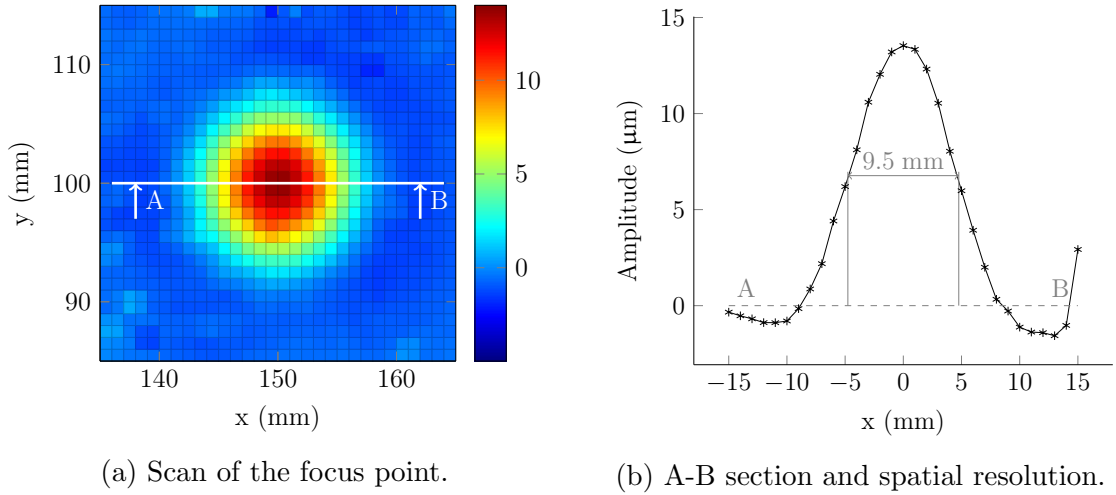 110
100
90
y (mm)
A
B
140
150
160
x (mm)
10
5
0
(a) Scan of the focus point.
15
10
5
0
Amplitude (μm)
9.5 mm
A
B
−15
−10
−5
0
5
10
15
x (mm)
(b) A-B section and spatial resolution.